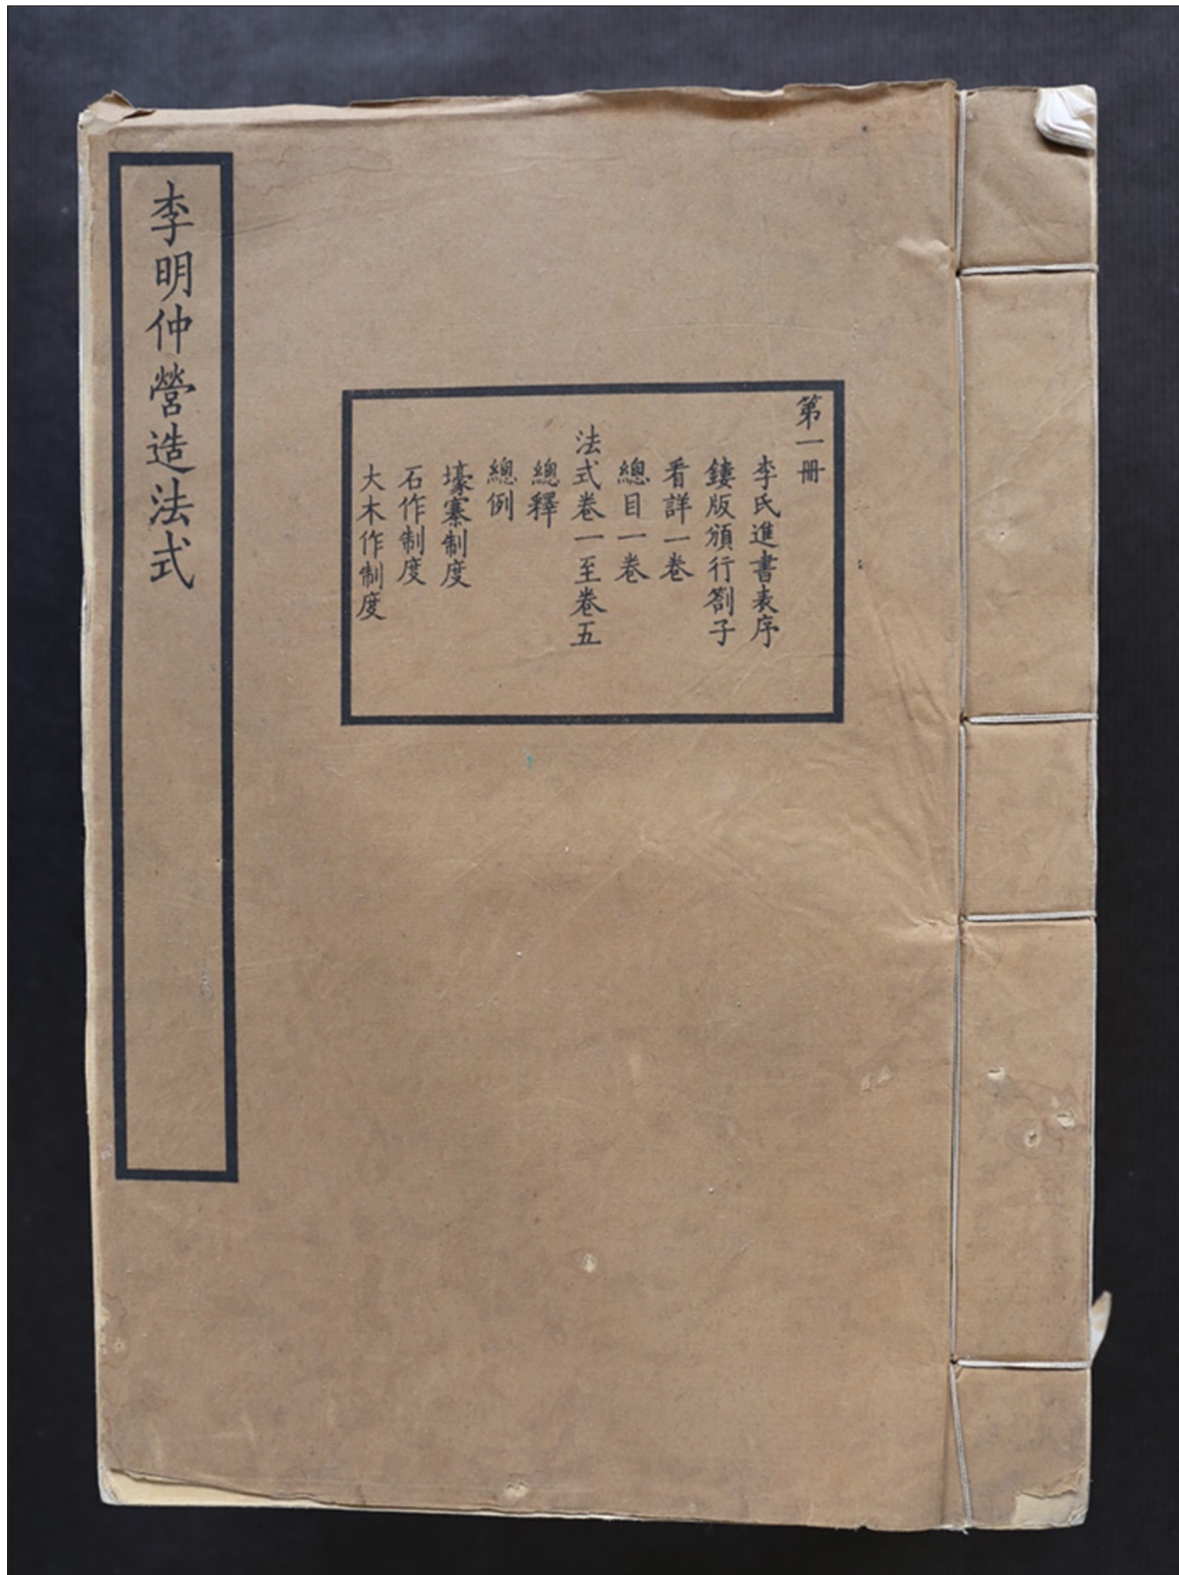 李明仲營造法式
第一冊
李氏進書表序
鏤版頒行劄子
看詳一卷
總目一卷
法式卷一至卷五
總釋
總例
壕寨制度
石作制度
大木作制度